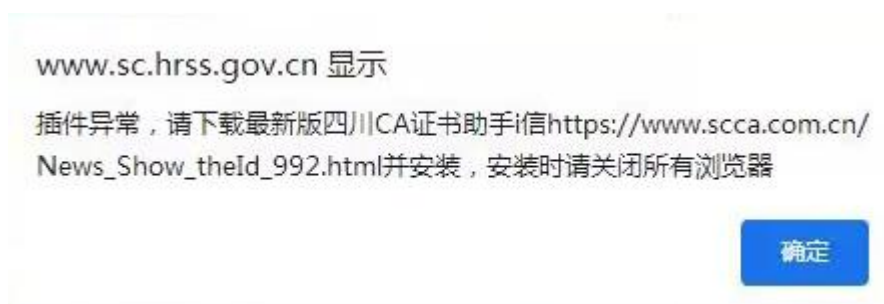 www.sc.hrss.gov.cn 显示
插件异常，请下载最新版四川CA证书助手i信https://www.scca.com.cn/
News_Show_theId_992.html并安装，安装时请关闭所有浏览器
确定